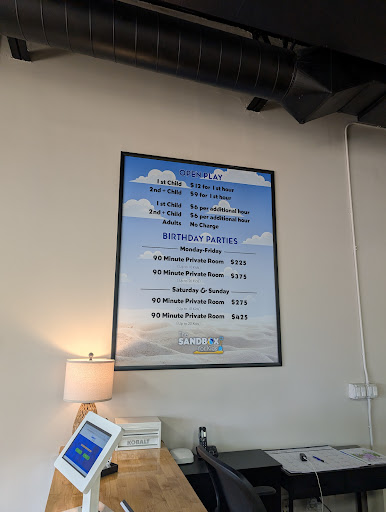 OPEN PLAY
1st Child $12 for 1st hour
2nd + Child $9 for 1st hour
1st Child $6 per additional hour
2nd + Child $6 per additional hour
Adults No Charge
BIRTHDAY PARTIES
Monday-Friday
90 Minute Private Room $225
90 Minute Private Room $375
Saturday & Sunday
90 Minute Private Room $275
90 Minute Private Room $425
SANDBOX
KOBALT